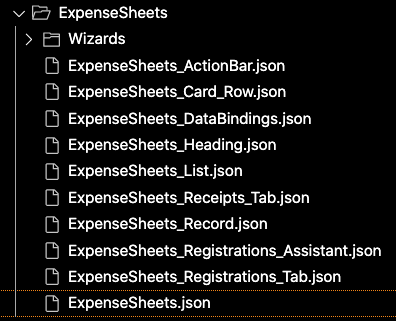 ExpenseSheets
Wizards
ExpenseSheets_ActionBar.json
ExpenseSheets_Card_Row.json
ExpenseSheets_DataBindings.json
ExpenseSheets_Heading.json
ExpenseSheets_List.json
ExpenseSheets_Receipts_Tab.json
ExpenseSheets_Record.json
ExpenseSheets_Registrations_Assistant.json
ExpenseSheets_Registrations_Tab.json
ExpenseSheets.json